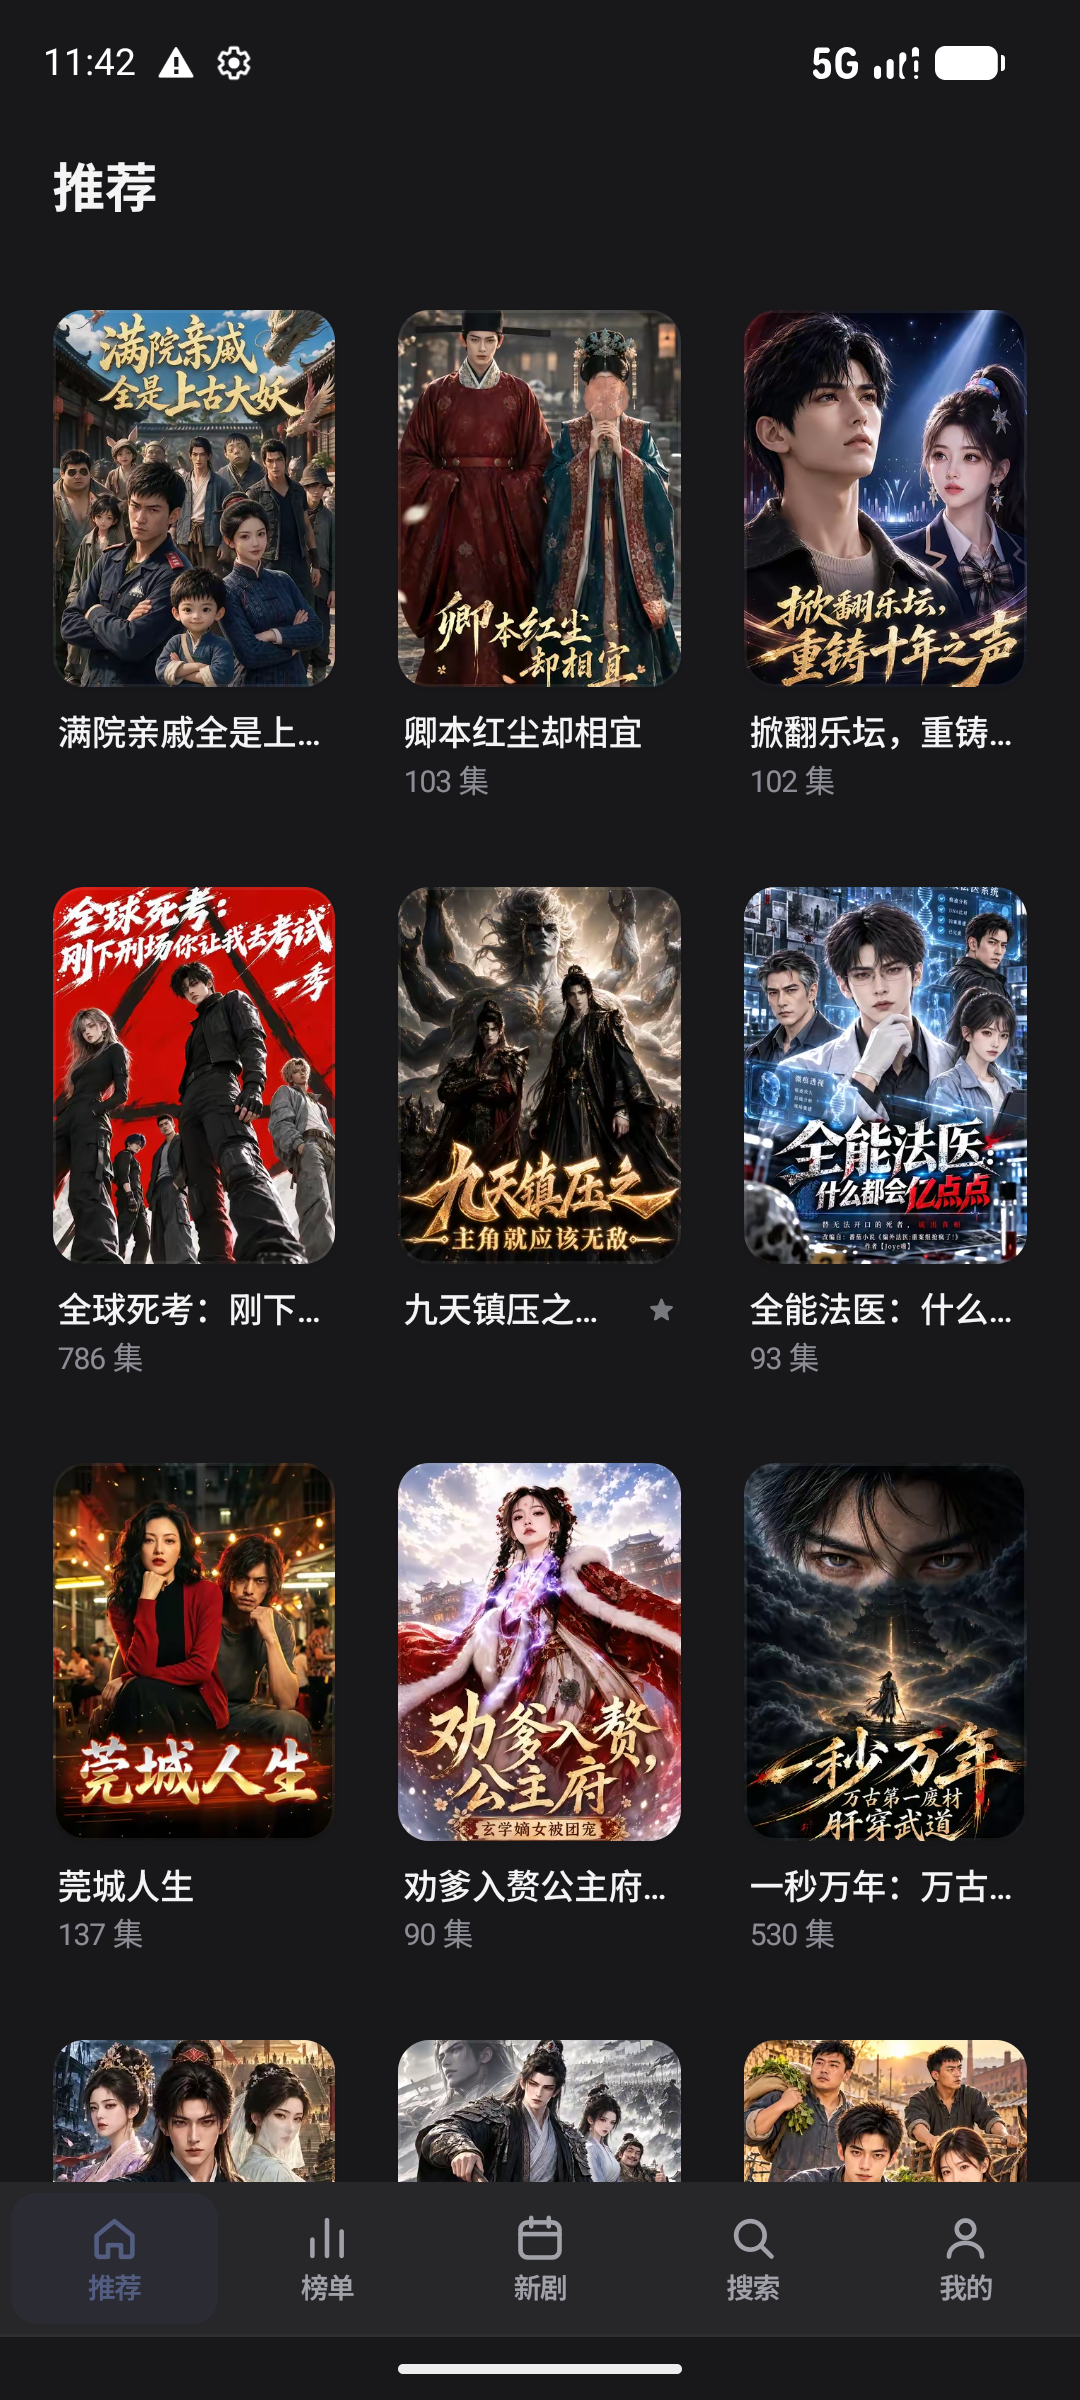 11:42
5G
推荐
满院亲戚
全是上古大妖
卿本红尘
却相宜
掀翻乐坛，
重铸十年之声
满院亲戚全是上...
卿本红尘却相宜
掀翻乐坛，重铸...
103 集
102 集
全球死考：
刚下刑场你让我去考试
一季
九天镇压之
主角就应该无敌
全能法医：
什么都会亿点点
全球死考：刚下...
九天镇压之...
全能法医：什么...
786 集
93 集
莞城人生
劝爹入赘，
公主府
玄学嫡女被团宠
一秒万年
万古第一废材
肝穿武道
莞城人生
劝爹入赘公主府...
一秒万年：万古...
137 集
90 集
530 集
推荐
榜单
新剧
搜索
我的